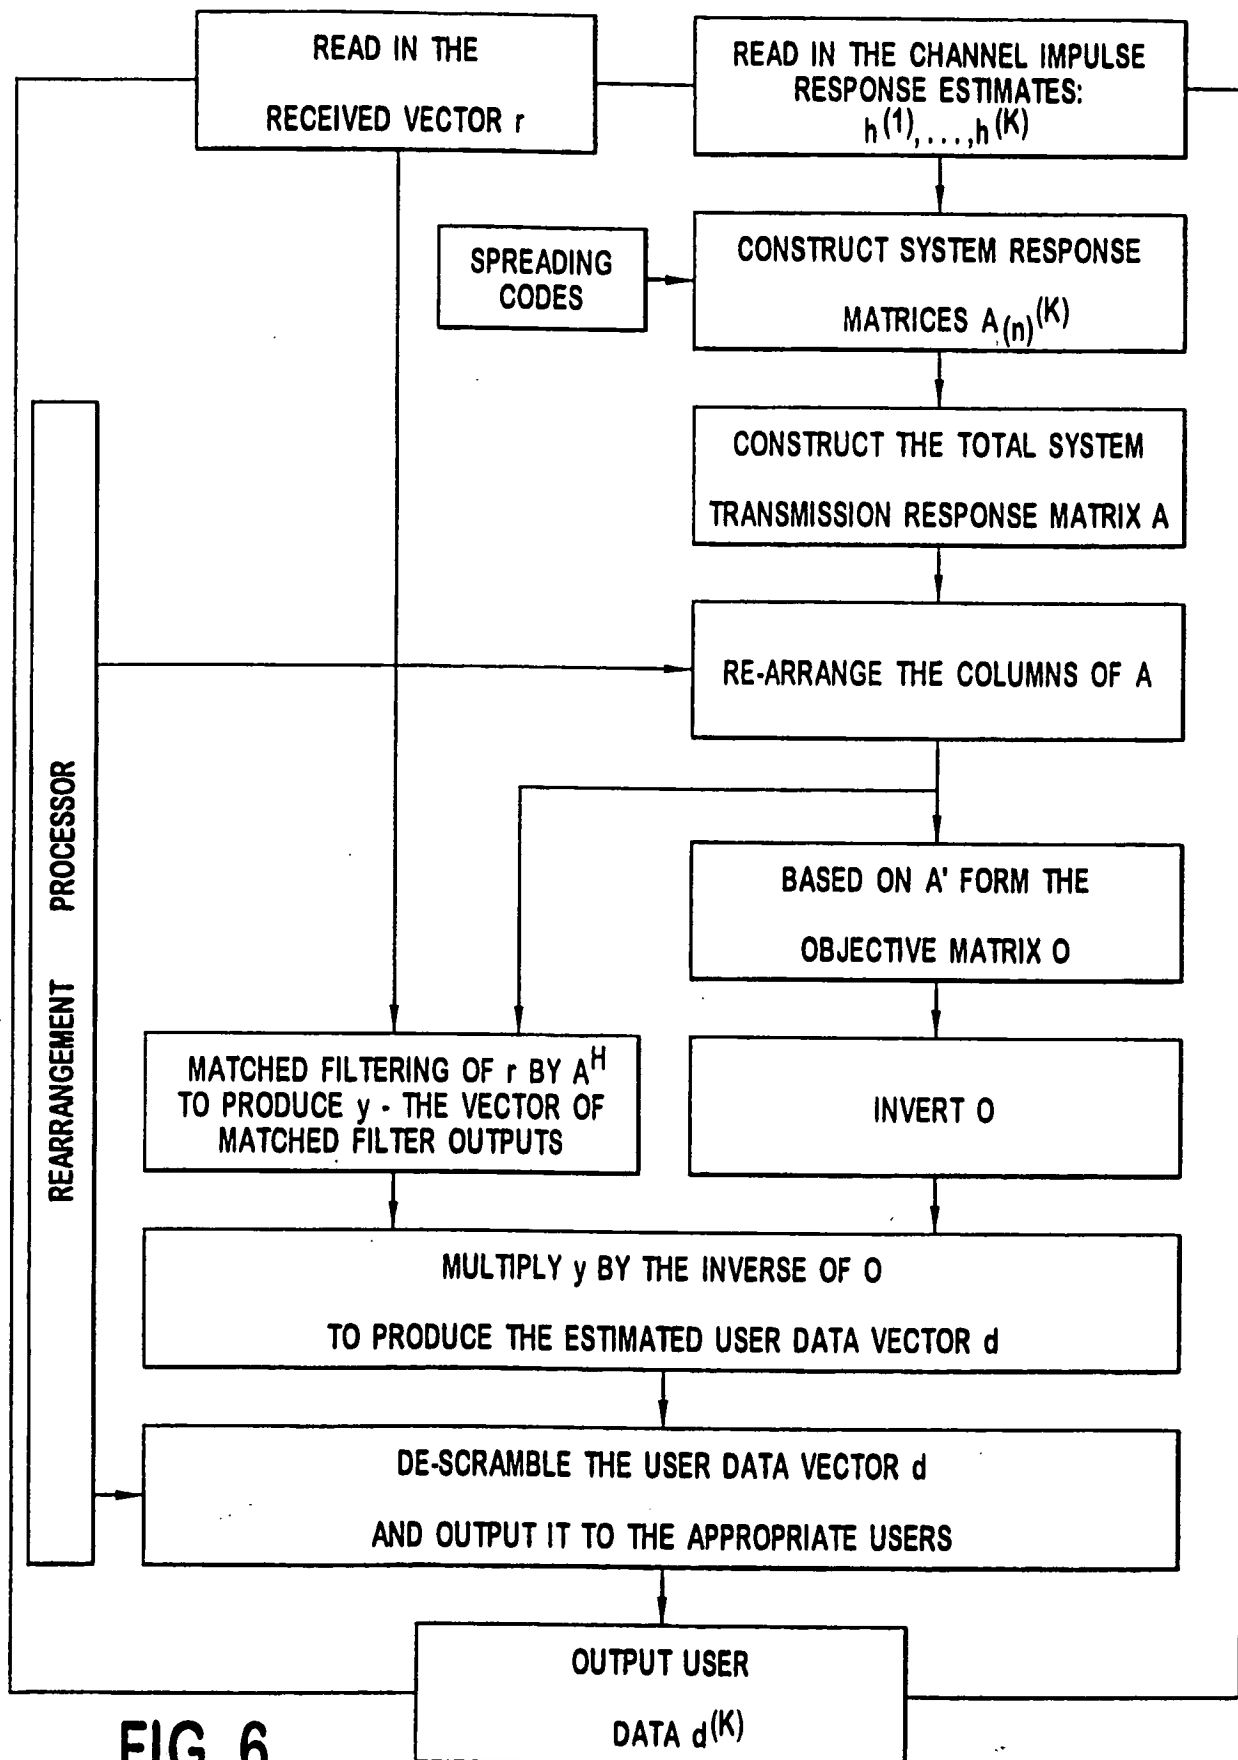 READ IN THE
RECEIVED VECTOR r
READ IN THE CHANNEL IMPULSE
RESPONSE ESTIMATES:
h(1),...,h(K)
SPREADING
CODES
CONSTRUCT SYSTEM RESPONSE
MATRICES A(n)(K)
CONSTRUCT THE TOTAL SYSTEM
TRANSMISSION RESPONSE MATRIX A
RE-ARRANGE THE COLUMNS OF A
REARRANGEMENT PROCESSOR
BASED ON A' FORM THE
OBJECTIVE MATRIX O
MATCHED FILTERING OF r BY AH
TO PRODUCE y - THE VECTOR OF
MATCHED FILTER OUTPUTS
INVERT O
MULTIPLY y BY THE INVERSE OF O
TO PRODUCE THE ESTIMATED USER DATA VECTOR d
DE-SCRAMBLE THE USER DATA VECTOR d
AND OUTPUT IT TO THE APPROPRIATE USERS
OUTPUT USER
DATA d(K)
FIG. 6